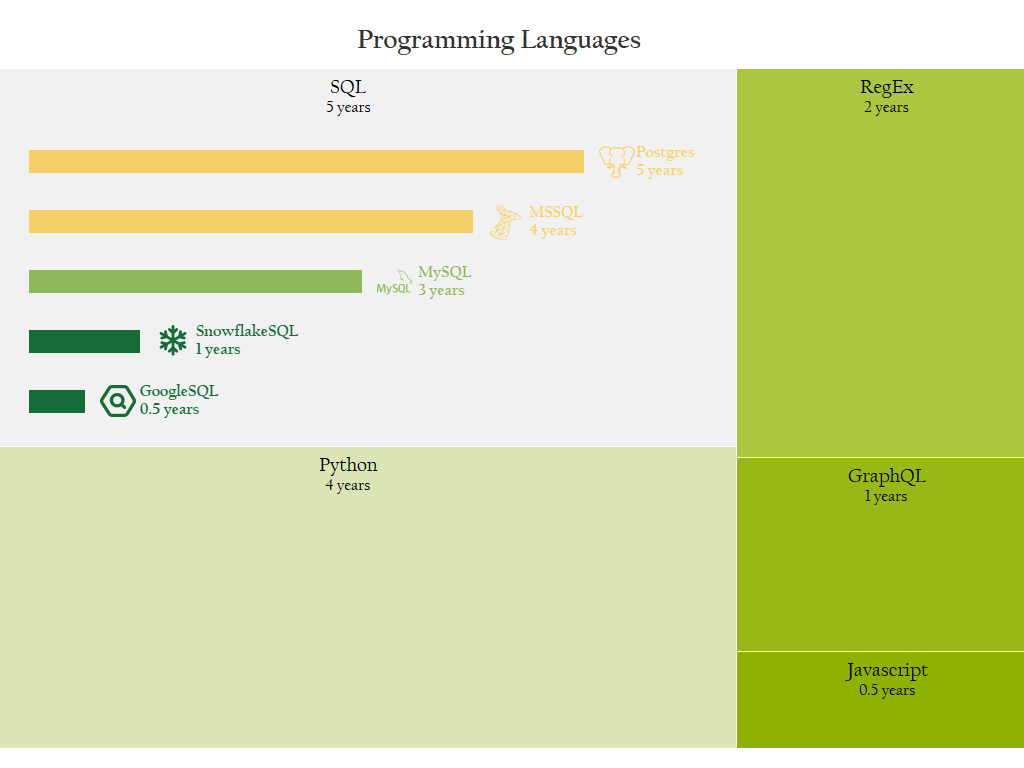 Programming Languages
SQL
5 years
Postgres
5 years
MSSQL
4 years
MySQL
MySQL
3 years
SnowflakeSQL
1 years
GoogleSQL
0.5 years
Python
4 years
RegEx
2 years
GraphQL
1 years
Javascript
0.5 years